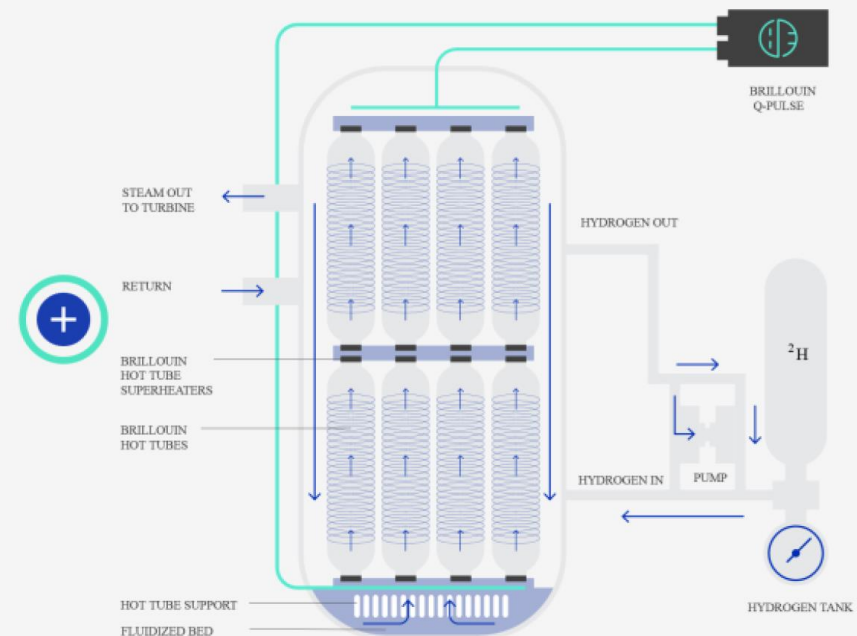 BRILLOUIN
Q-PULSE
STEAM OUT
TO TURBINE
HYDROGEN OUT
RETURN
²H
BRILLOUIN
HOT TUBE
SUPERHEATERS
BRILLOUIN
HOT TUBES
HYDROGEN IN
PUMP
HOT TUBE SUPPORT
HYDROGEN TANK
FLUIDIZED BED